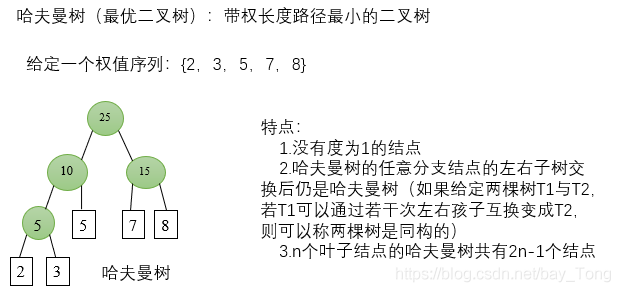 哈夫曼树（最优二叉树）：带权长度路径最小的二叉树
给定一个权值序列：{2，3，5，7，8}
25
特点：
1.没有度为1的结点
10
15
2.哈夫曼树的任意分支结点的左右子树交
换后仍是哈夫曼树（如果给定两棵树T1与T2，
若T1可以通过若干次左右孩子互换变成T2，
则可以称两棵树是同构的）
5
5
7
8
3.n个叶子结点的哈夫曼树共有2n-1个结点
2
3
哈夫曼树
https://blog.csdn.net/bay_Tong